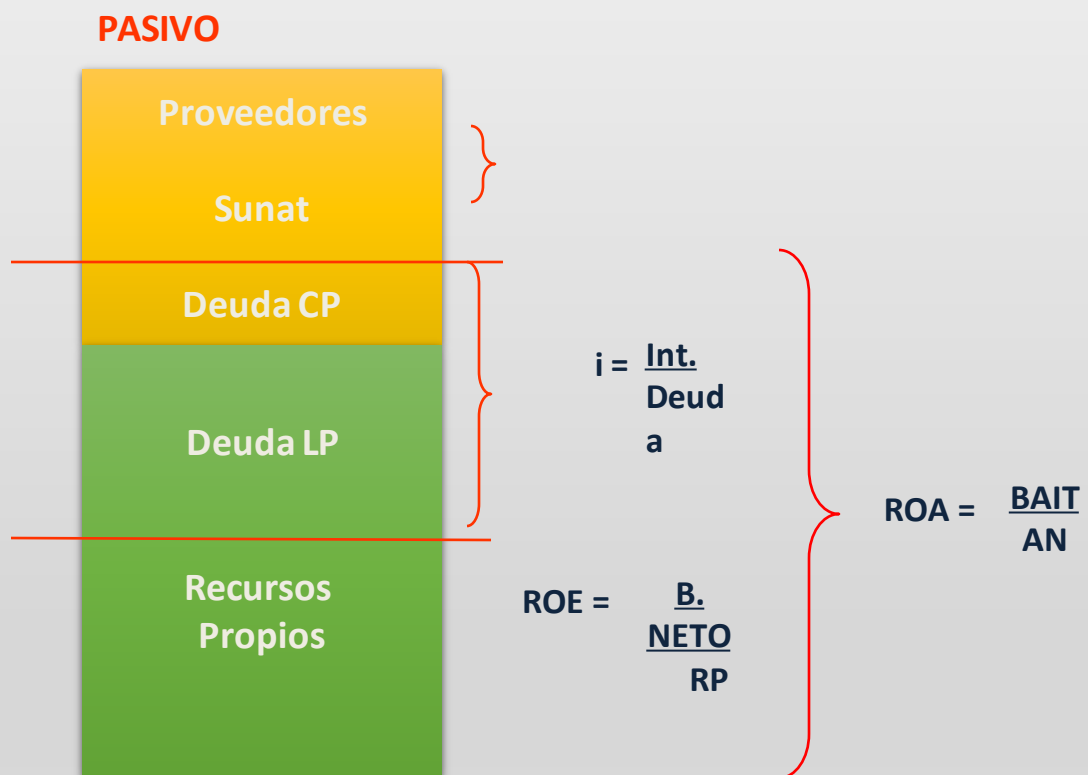 PASIVO
Proveedores
Sunat
Deuda CP
Deuda LP
Recursos
Propios
i = Int.
Deud
a
ROE = B.
NETO
RP
ROA = BAIT
AN